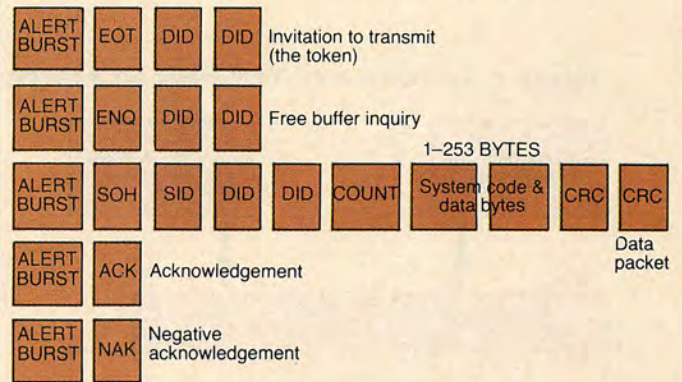 ALERT BURST EOT DID DID Invitation to transmit (the token)
ALERT BURST ENQ DID DID Free buffer inquiry
1–253 BYTES
ALERT BURST SOH SID DID DID COUNT System code & data bytes CRC CRC
Data packet
ALERT BURST ACK Acknowledgement
ALERT BURST NAK Negative acknowledgement